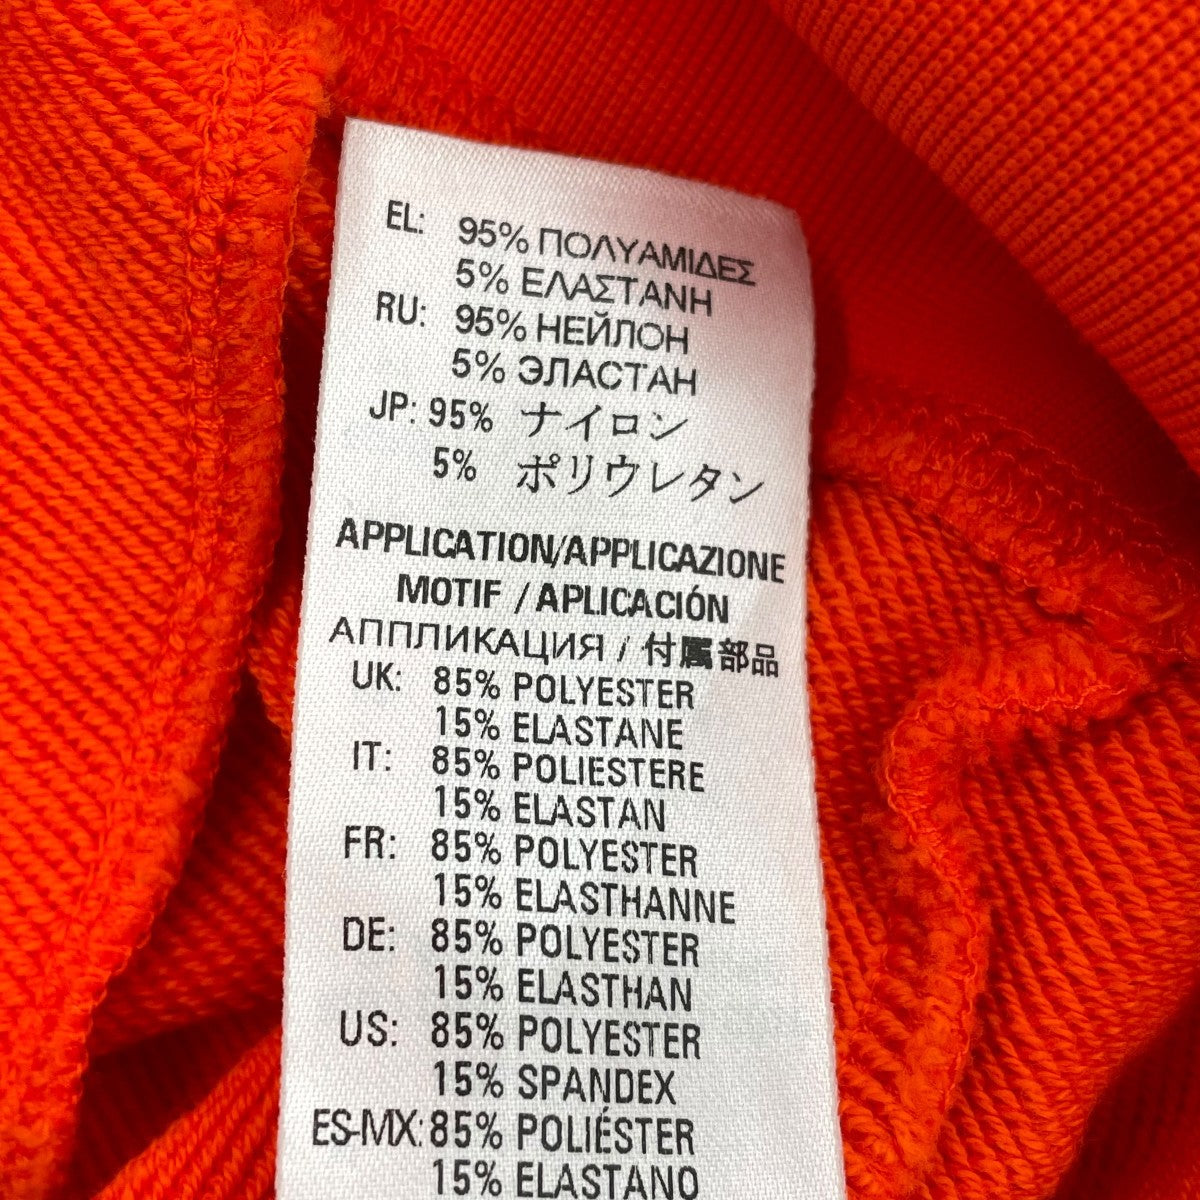 EL: 95% ΠΟΛΥΑΜΙΔΕΣ
5% ΕΛΑΣΤΑΝΗ
RU: 95% НЕЙЛОН
5% ЭЛАСТАН
JP: 95% ナイロン
5% ポリウレタン
APPLICATION/APPLICAZIONE
MOTIF / APLICACIÓN
АППЛИКАЦИЯ / 付属部品
UK: 85% POLYESTER
15% ELASTANE
IT: 85% POLIESTERE
15% ELASTAN
FR: 85% POLYESTER
15% ELASTHANNE
DE: 85% POLYESTER
15% ELASTHAN
US: 85% POLYESTER
15% SPANDEX
ES-MX: 85% POLIÉSTER
15% ELASTANO